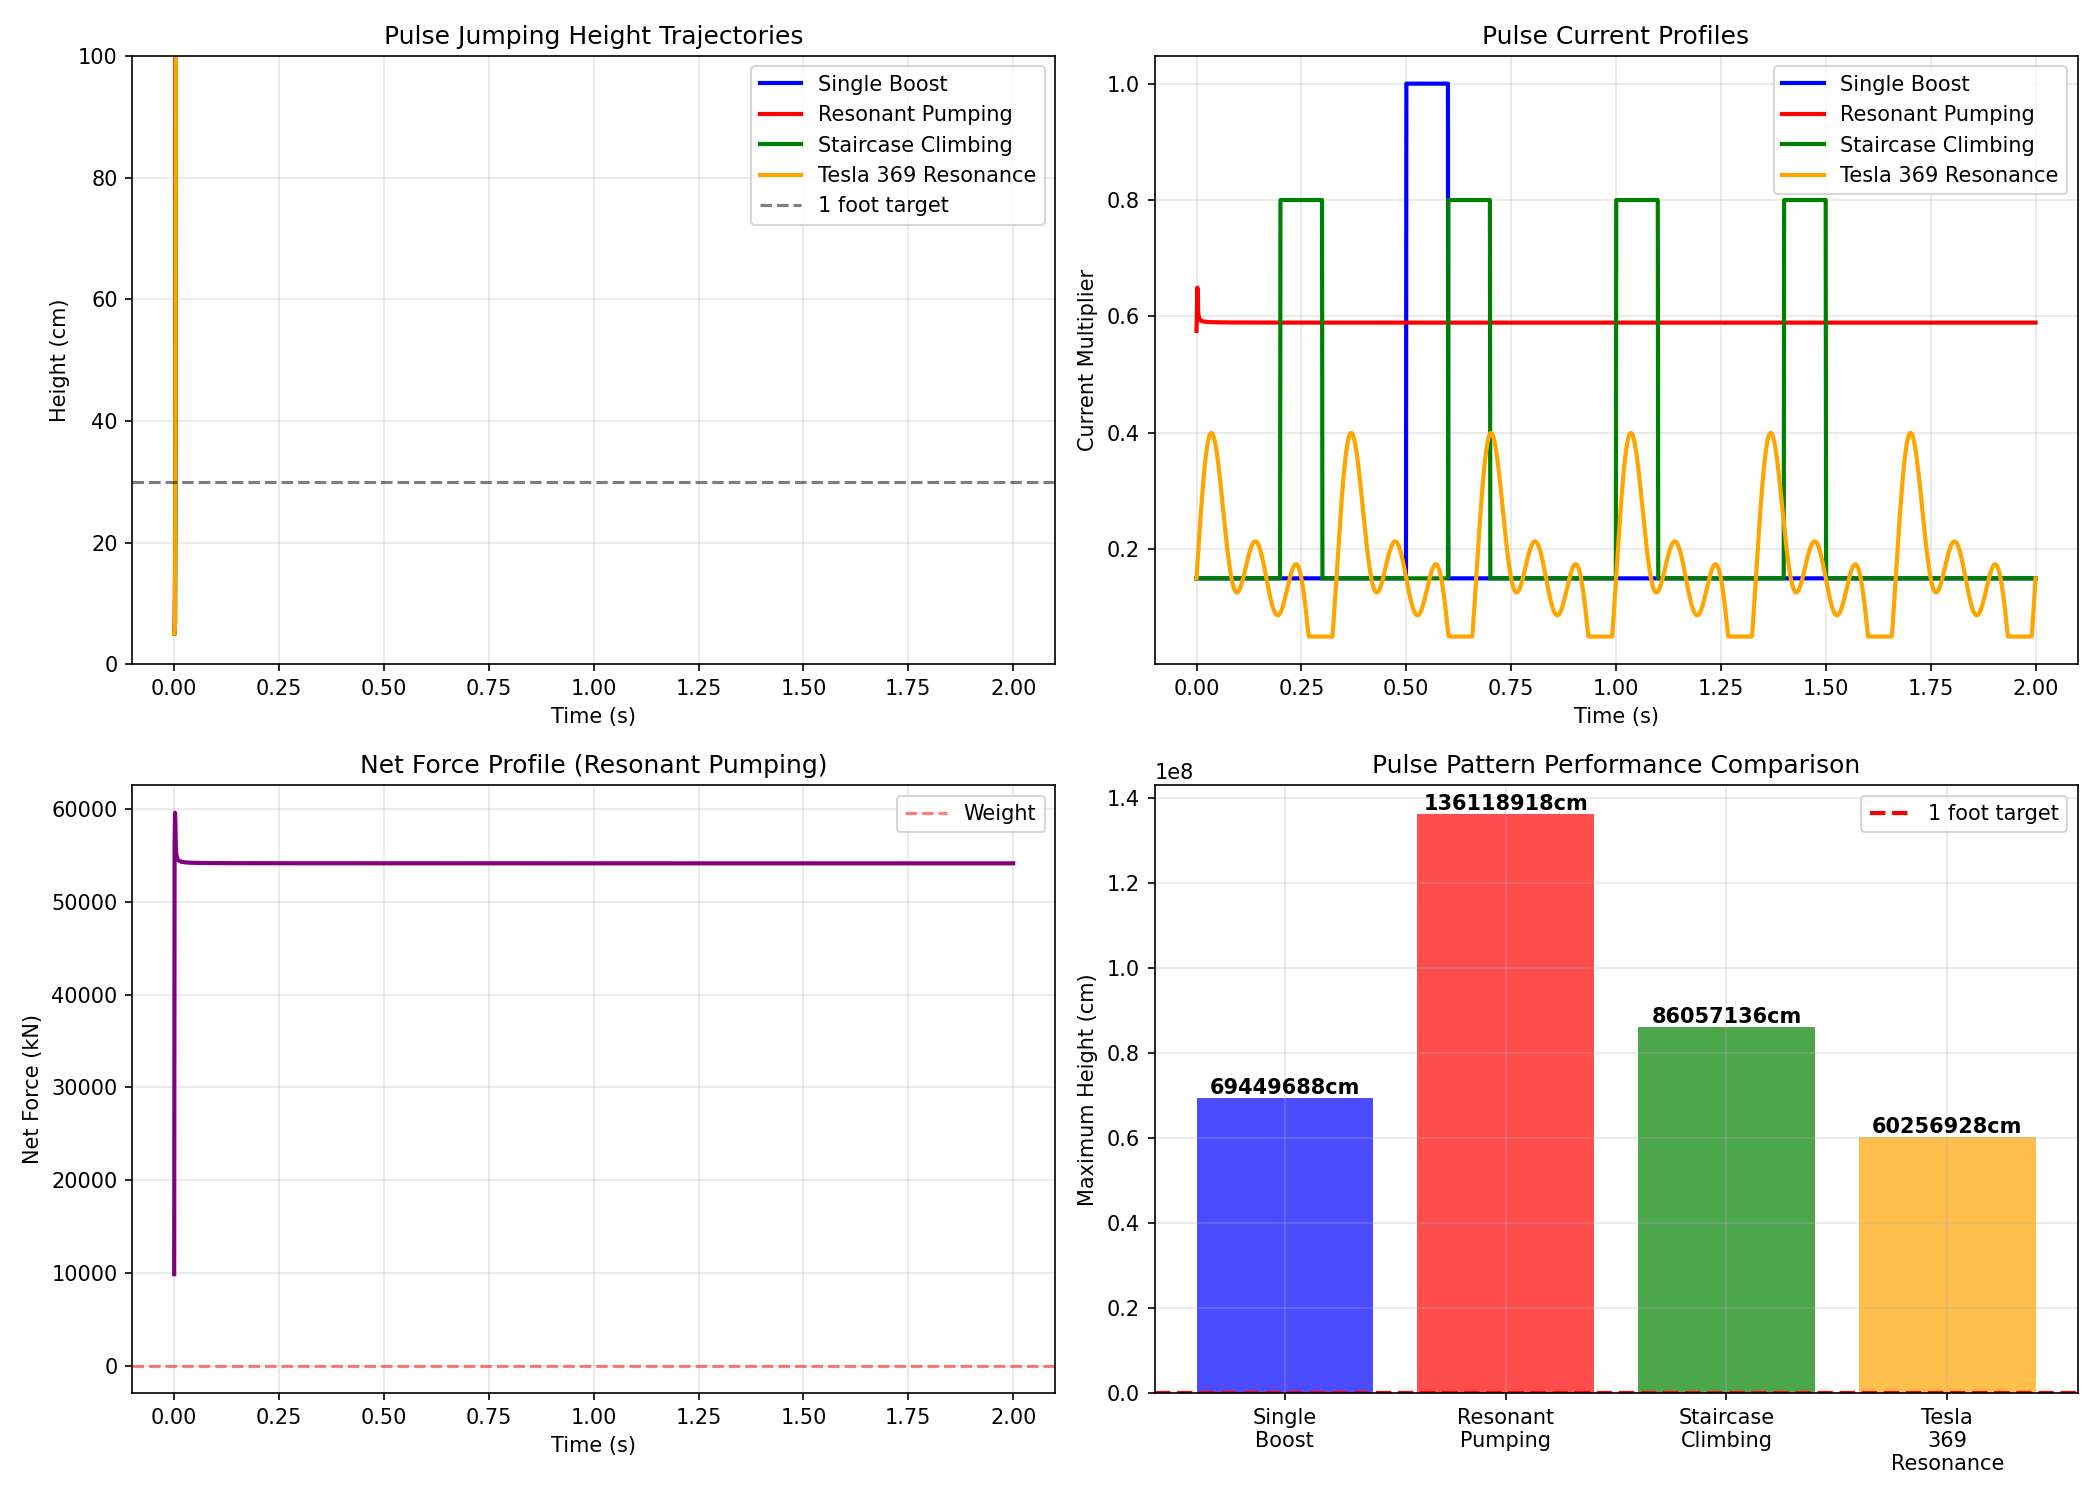 Pulse Jumping Height Trajectories
100
80
60
40
20
0
Height (cm)
Single Boost
Resonant Pumping
Staircase Climbing
Tesla 369 Resonance
1 foot target
0.00 0.25 0.50 0.75 1.00 1.25 1.50 1.75 2.00
Time (s)
Pulse Current Profiles
1.0
0.8
0.6
0.4
0.2
Current Multiplier
Single Boost
Resonant Pumping
Staircase Climbing
Tesla 369 Resonance
0.00 0.25 0.50 0.75 1.00 1.25 1.50 1.75 2.00
Time (s)
Net Force Profile (Resonant Pumping)
60000
50000
40000
30000
20000
10000
0
Net Force (kN)
Weight
0.00 0.25 0.50 0.75 1.00 1.25 1.50 1.75 2.00
Time (s)
Pulse Pattern Performance Comparison
1e8
1.4
1.2
1.0
0.8
0.6
0.4
0.2
0.0
Maximum Height (cm)
1 foot target
136118918cm
86057136cm
69449688cm
60256928cm
Single
Boost
Resonant
Pumping
Staircase
Climbing
Tesla
369
Resonance